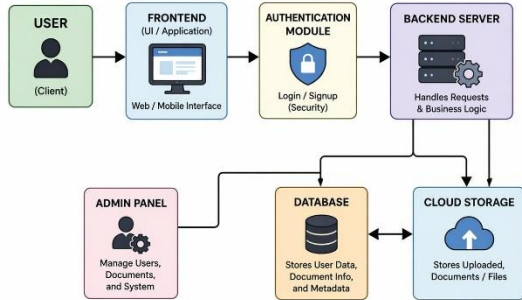 USER
(Client)
FRONTEND
(UI / Application)
Web / Mobile Interface
AUTHENTICATION
MODULE
Login / Signup
(Security)
BACKEND SERVER
Handles Requests
& Business Logic
ADMIN PANEL
Manage Users,
Documents,
and System
DATABASE
Stores User Data,
Document Info,
and Metadata
CLOUD STORAGE
Stores Uploaded,
Documents / Files